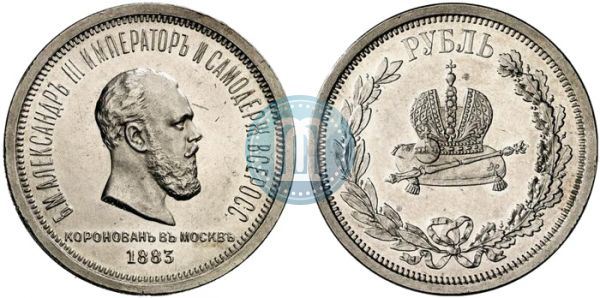 Б.М.АЛЕКСАНДРЪ III ИМПЕРАТОРЪ И САМОДЕРЖ.ВСЕРОСС.
КОРОНОВАНЪ ВЪ МОСКВѢ
1883
РУБЛЬ